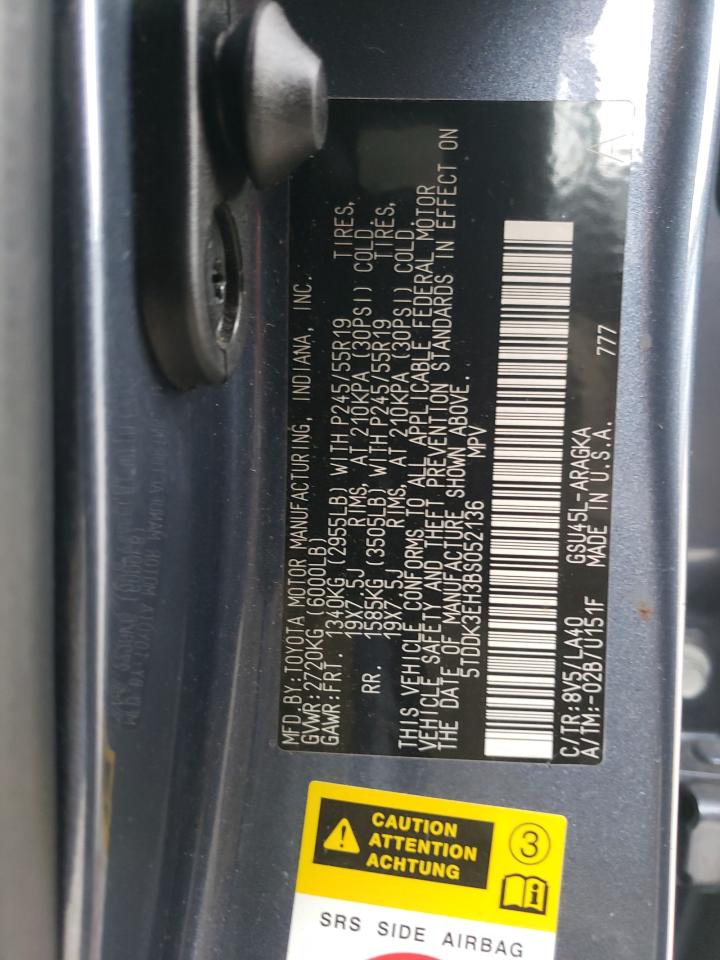 MFD.BY:TOYOTA MOTOR MANUFACTURING, INDIANA, INC.
GVWR:2720KG (6000LB)
GAWR:FRT. 1340KG (2955LB) WITH P245/55R19 TIRES,
19X7.5J RIMS, AT 210KPA (30PSI) COLD
RR. 1585KG (3505LB) WITH P245/55R19 TIRES,
19X7.5J RIMS, AT 210KPA (30PSI) COLD
THIS VEHICLE CONFORMS TO ALL APPLICABLE FEDERAL MOTOR
VEHICLE SAFETY AND THEFT PREVENTION STANDARDS IN EFFECT ON
THE DATE OF MANUFACTURE SHOWN ABOVE.
5TDDK3EH3BS052136 MPV
C/TR:8V5/LA40 GSU45L-ARAGKA 777
A/TM:-02B/U151F MADE IN U.S.A.
CAUTION
ATTENTION
ACHTUNG
3
SRS SIDE AIRBAG